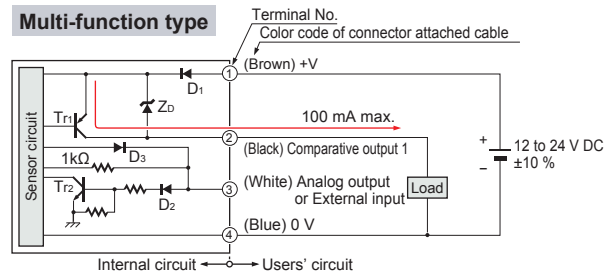 Multi-function type
Terminal No.
Color code of connector attached cable
(Brown) +V
1
D1
ZD
Tr1
100 mA max.
2
(Black) Comparative output 1
+
12 to 24 V DC
±10 %
−
Sensor circuit
D3
1kΩ
Tr2
D2
3
(White) Analog output
or External input
Load
(Blue) 0 V
4
Internal circuit
Users' circuit